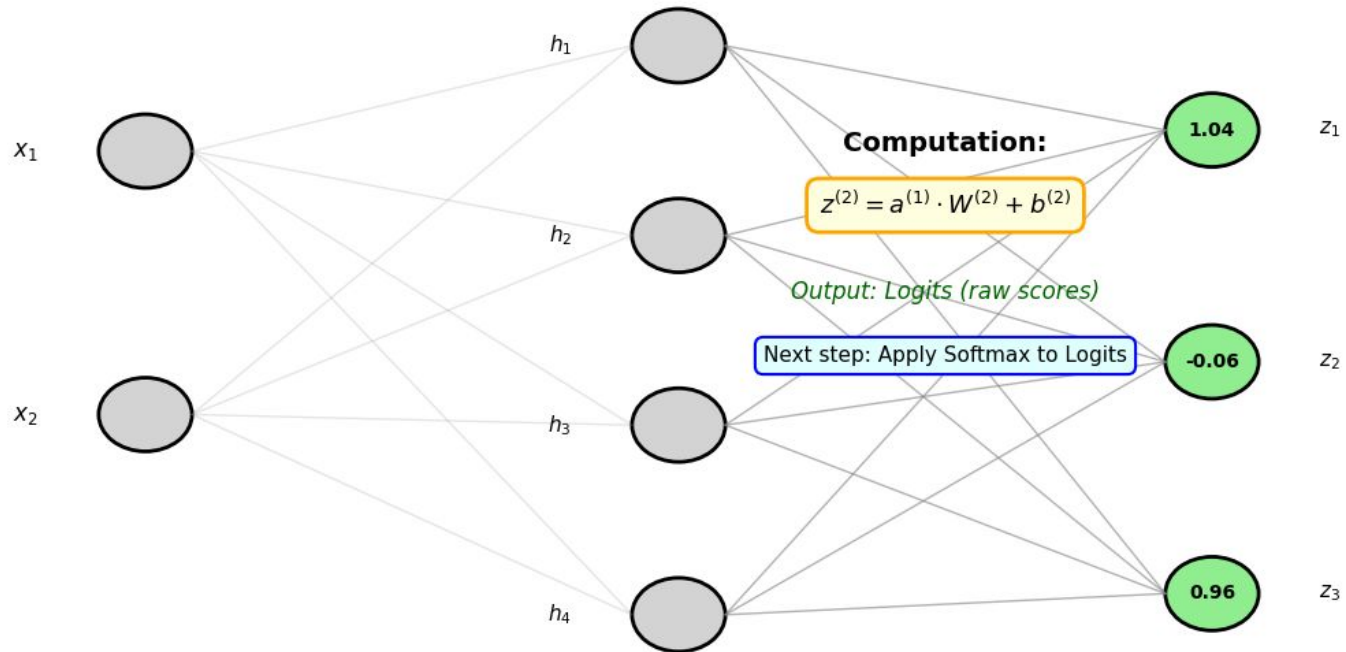 h₁
1.04 z₁
x₁
Computation:
z⁽²⁾ = a⁽¹⁾ · W⁽²⁾ + b⁽²⁾
h₂
Output: Logits (raw scores)
Next step: Apply Softmax to Logits
-0.06 z₂
x₂
h₃
0.96 z₃
h₄